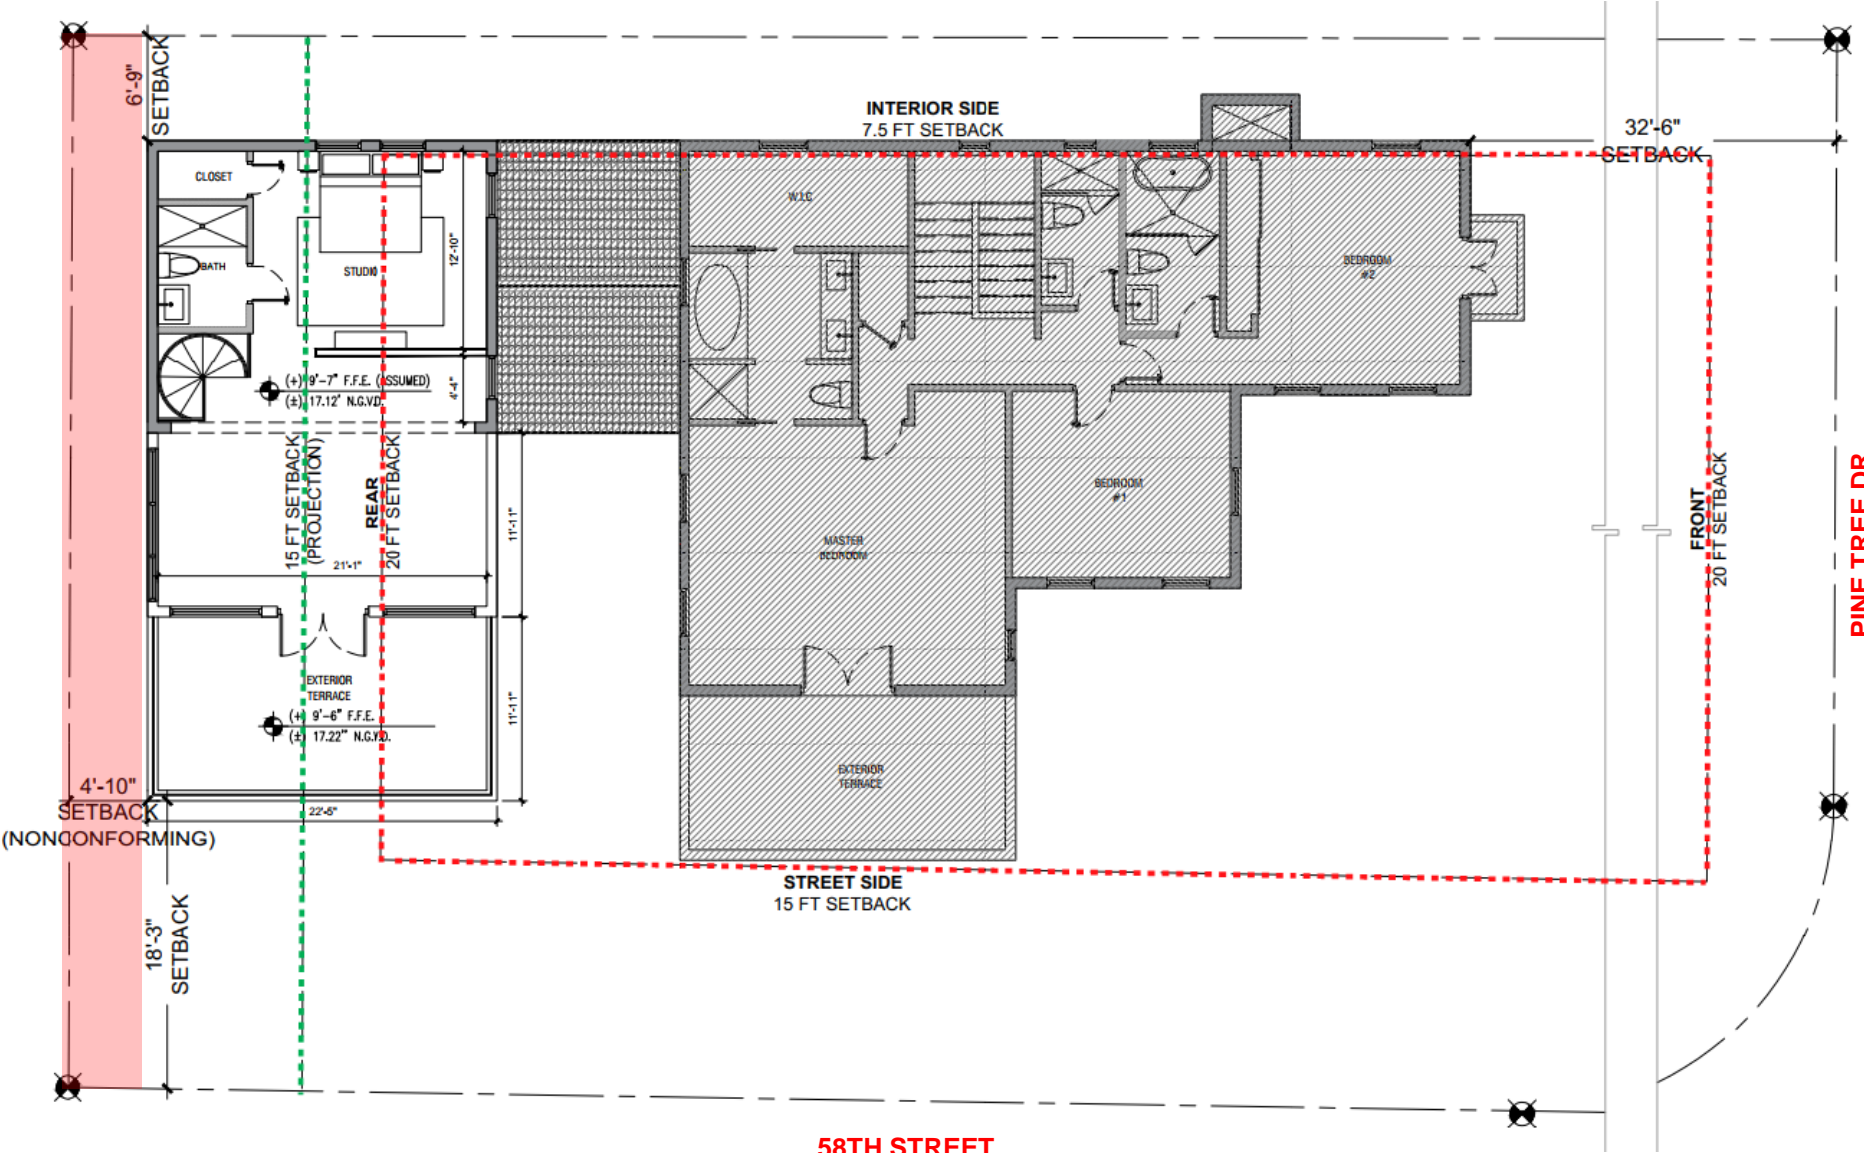 6'-9"
SETBACK
INTERIOR SIDE
7.5 FT SETBACK
32'-6"
SETBACK
CLOSET
BATH
STUDIO
12'-10"
4'-4"
(+) 9'-7" F.F.E. (ASSUMED)
(±) 17.12' N.G.V.D.
W.I.C
BEDROOM
#2
15 FT SETBACK
(PROJECTION)
REAR
20 FT SETBACK
21'-1"
11'-11"
MASTER
BEDROOM
BEDROOM
#1
FRONT
20 FT SETBACK
PINE TREE DR
EXTERIOR
TERRACE
(+) 9'-6" F.F.E.
(±) 17.22'" N.G.V.D.
11'-11"
EXTERIOR
TERRACE
4'-10"
SETBACK
(NONCONFORMING)
22'-5"
18'-3"
SETBACK
STREET SIDE
15 FT SETBACK
58TH STREET